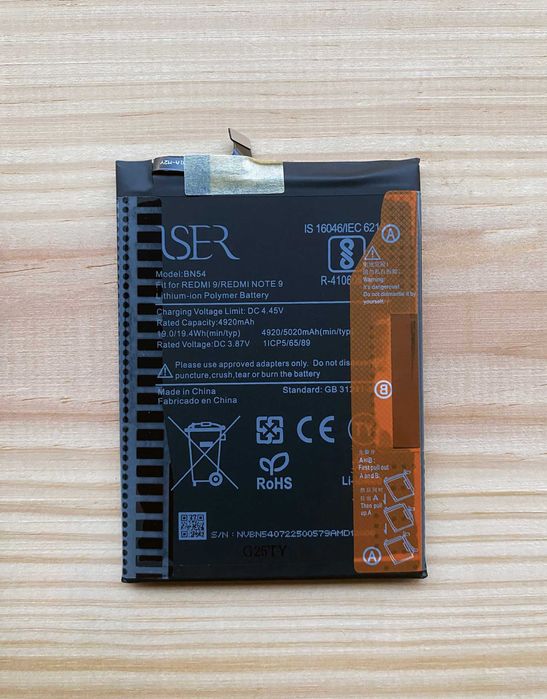 ISER
IS 16046/IEC 621
Model:BN54
Fit for REDMI 9/REDMI NOTE 9
Lithium-ion Polymer Battery
R-4106
Charging Voltage Limit: DC 4.45V
Rated Capacity:4920mAh
19.0/19.4Wh(min/typ) 4920/5020mAh(min/typ
Rated Voltage:DC 3.87V 1ICP5/65/89
Please use approved adapters only. Do not dis
puncture,crush,tear or burn the battery
Made in China Standard: GB 312
Fabricado en China
CE
RoHS
Li-
S/N : NVBN540722500579AMD1
G25TY
A
Warning:
It's dangerous!
Do not dismantle it by
yourself.
B
First pull out
A and B.
Then pull
up A
A